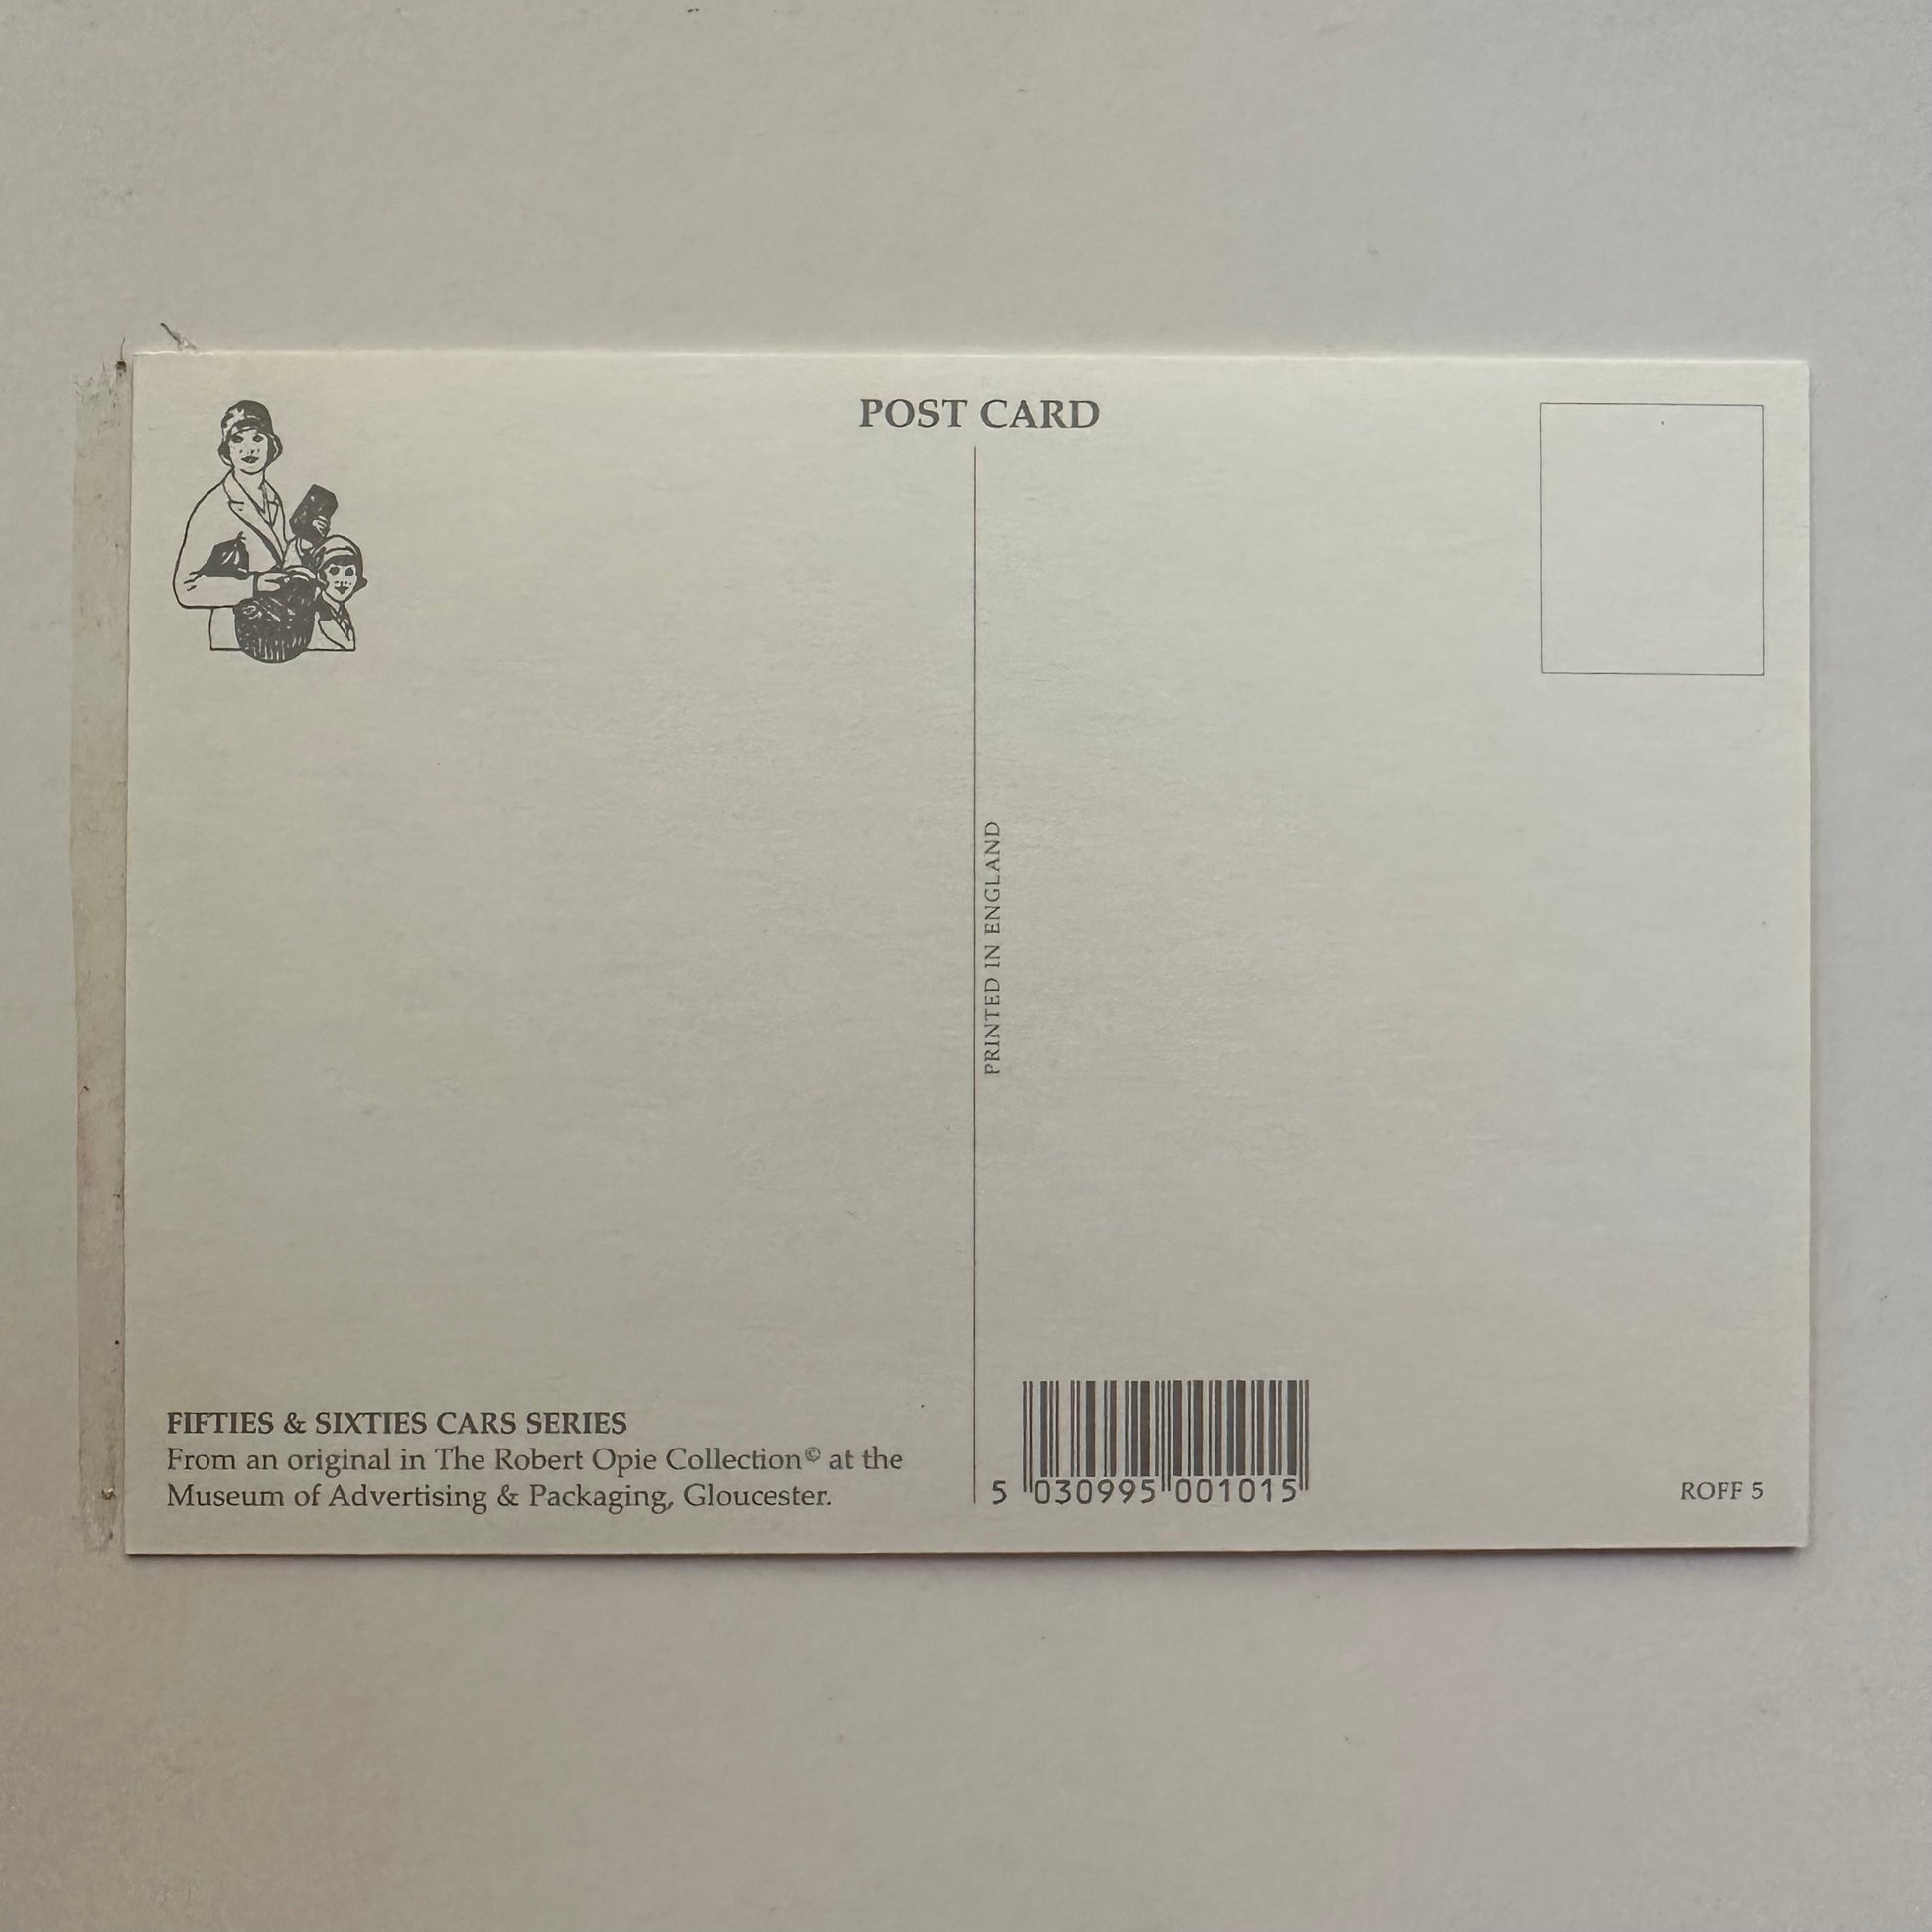 POST CARD
PRINTED IN ENGLAND
FIFTIES & SIXTIES CARS SERIES
From an original in The Robert Opie Collection© at the
Museum of Advertising & Packaging, Gloucester.
5 030995 001015
ROFF 5